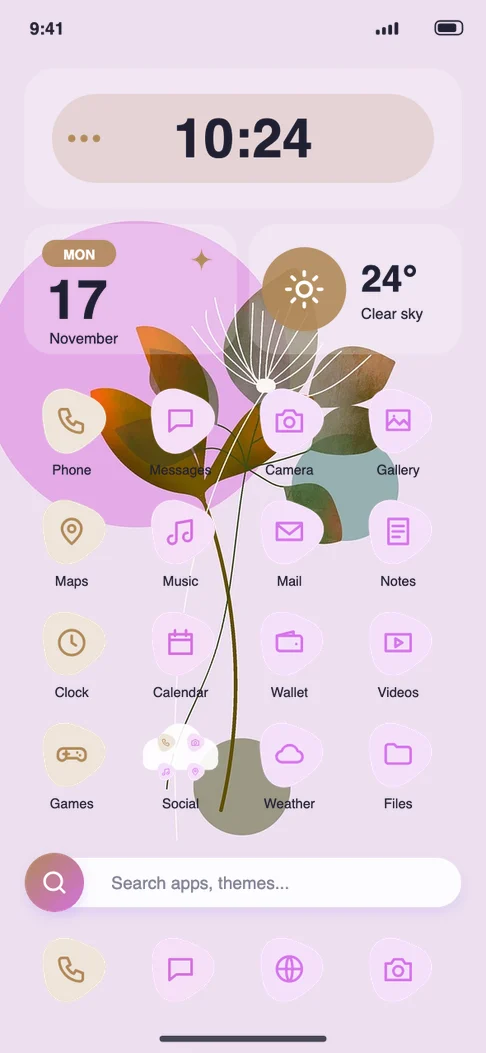 9:41
10:24
MON
17
November
24°
Clear sky
Phone
Messages
Camera
Gallery
Maps
Music
Mail
Notes
Clock
Calendar
Wallet
Videos
Games
Social
Weather
Files
Search apps, themes...